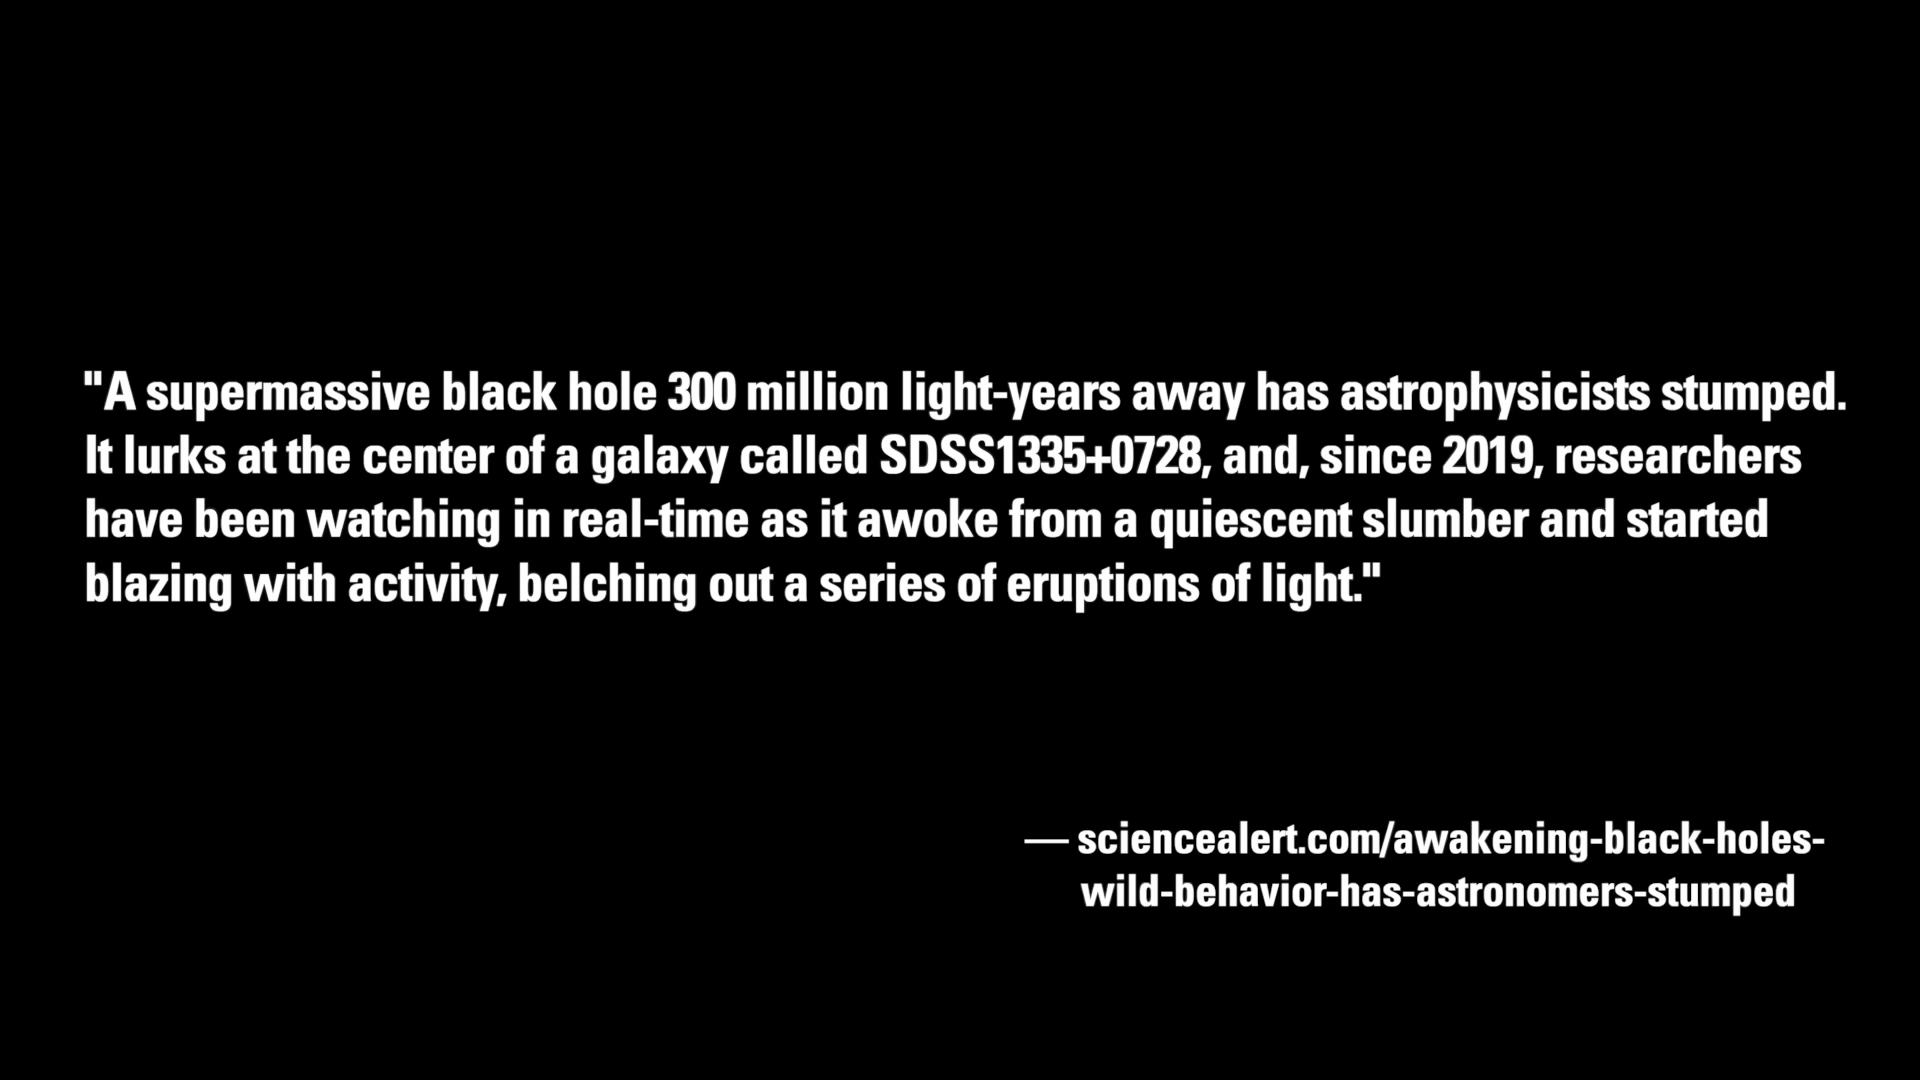 "A supermassive black hole 300 million light-years away has astrophysicists stumped.
It lurks at the center of a galaxy called SDSS1335+0728, and, since 2019, researchers
have been watching in real-time as it awoke from a quiescent slumber and started
blazing with activity, belching out a series of eruptions of light."
— sciencealert.com/awakening-black-holes-
wild-behavior-has-astronomers-stumped